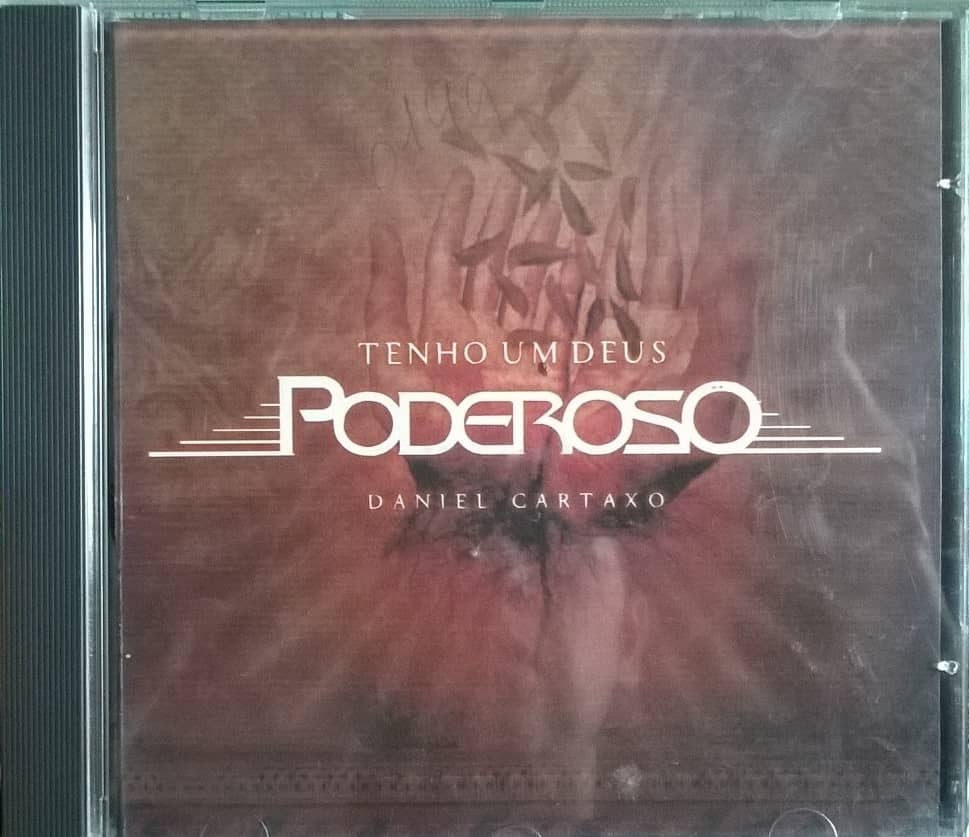 TENHO UM DEUS
PODEROSO
DANIEL CARTAXO